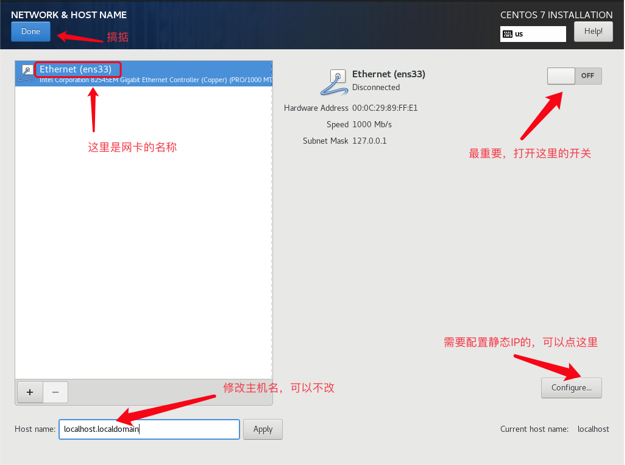 NETWORK & HOST NAME
CENTOS 7 INSTALLATION
Done
搞掂
us
Help!
Ethernet (ens33)
Intel Corporation 82545EM Gigabit Ethernet Controller (Copper) (PRO/1000 MT
这里是网卡的名称
Ethernet (ens33)
Disconnected
OFF
Hardware Address 00:0C:29:89:FF:E1
Speed 1000 Mb/s
Subnet Mask 127.0.0.1
最重要，打开这里的开关
需要配置静态IP的，可以点这里
Configure...
+ −
修改主机名，可以不改
Host name: localhost.localdomain Apply
Current host name: localhost